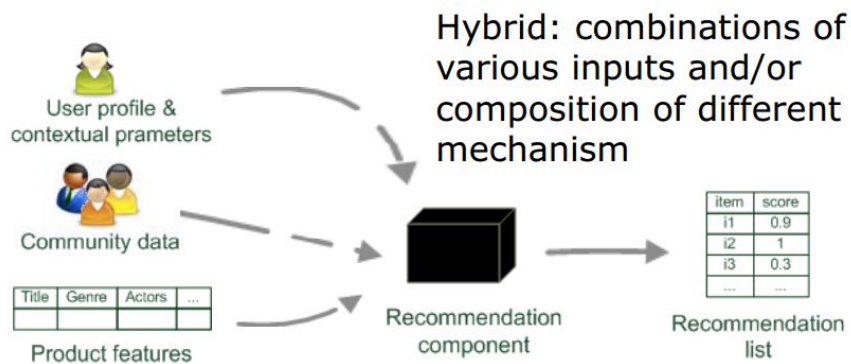 Hybrid: combinations of
various inputs and/or
composition of different
mechanism
User profile &
contextual prameters
Community data
Title Genre Actors ...
Product features
Recommendation
component
item score
i1 0.9
i2 1
i3 0.3
... ...
Recommendation
list